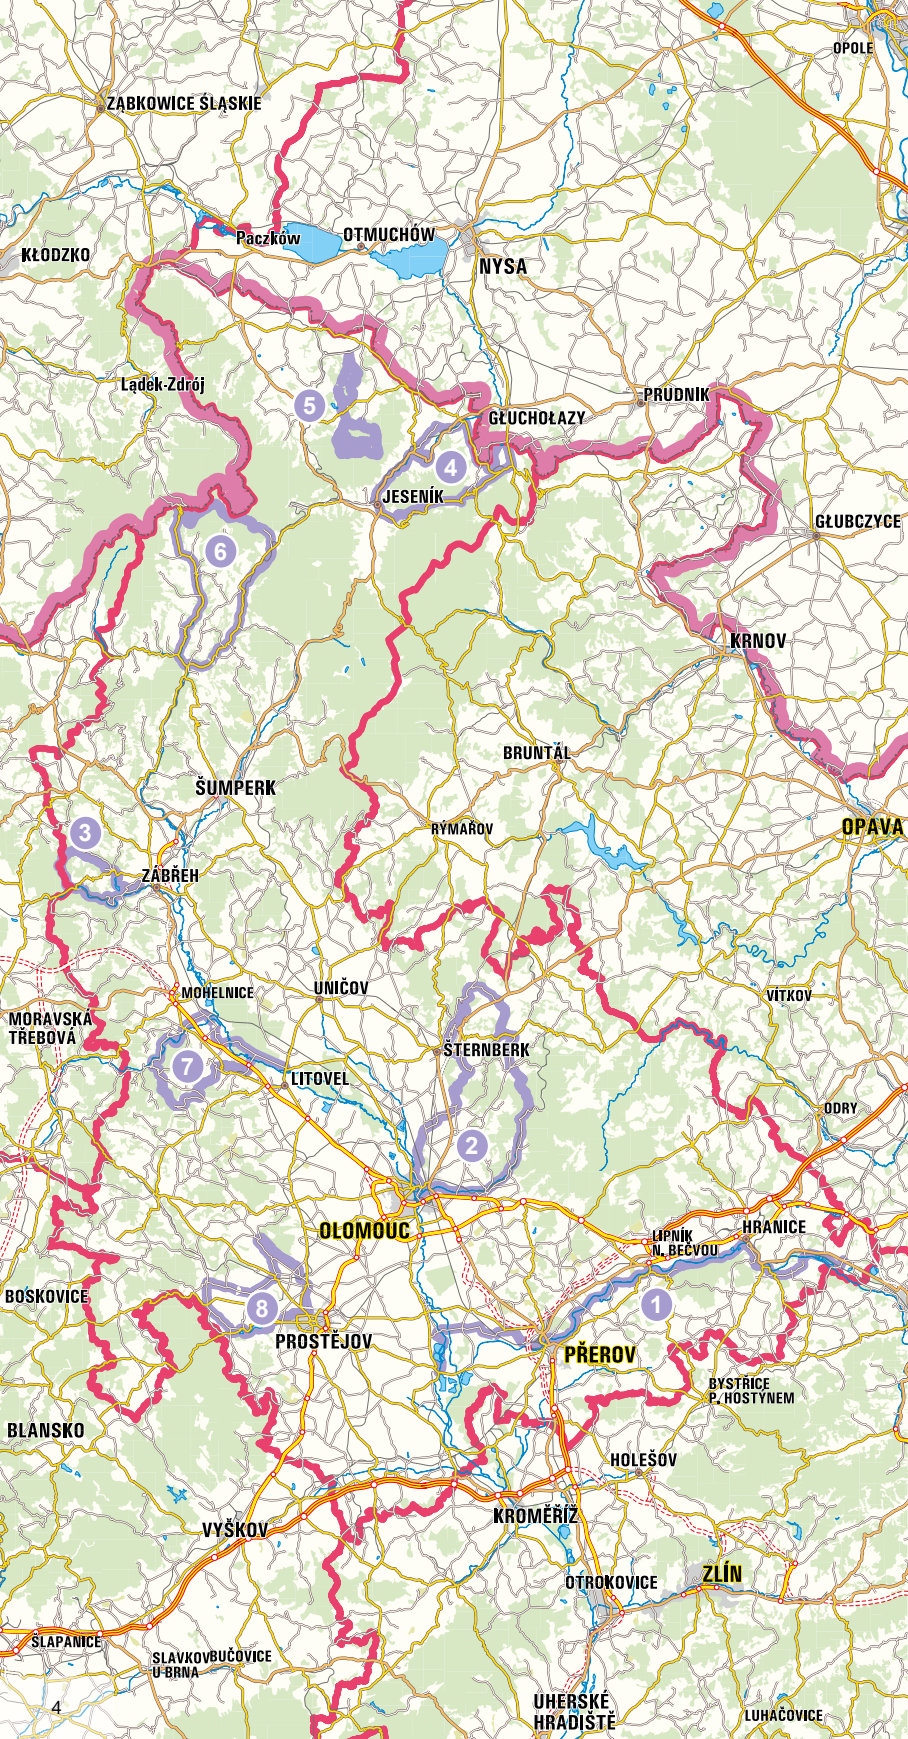 OPOLE
ZĄBKOWICE ŚLĄSKIE
Paczków
OTMUCHÓW
KŁODZKO
NYSA
Lądek-Zdrój
PRUDNIK
5
GŁUCHOŁAZY
4
JESENÍK
GŁUBCZYCE
6
KRNOV
BRUNTÁL
ŠUMPERK
OPAVA
RÝMAŘOV
3
ZÁBŘEH
UNIČOV
MOHELNICE
VÍTKOV
MORAVSKÁ
TŘEBOVÁ
ŠTERNBERK
7
LITOVEL
ODRY
2
OLOMOUC
HRANICE
LIPNÍK
N. BEČVOU
BOSKOVICE
8
1
PROSTĚJOV
PŘEROV
BYSTŘICE
P. HOSTÝNEM
BLANSKO
HOLEŠOV
KROMĚŘÍŽ
VYŠKOV
ZLÍN
OTROKOVICE
ŠLAPANICE
SLAVKOV
U BRNA
BUČOVICE
4
UHERSKÉ
HRADIŠTĚ
LUHAČOVICE